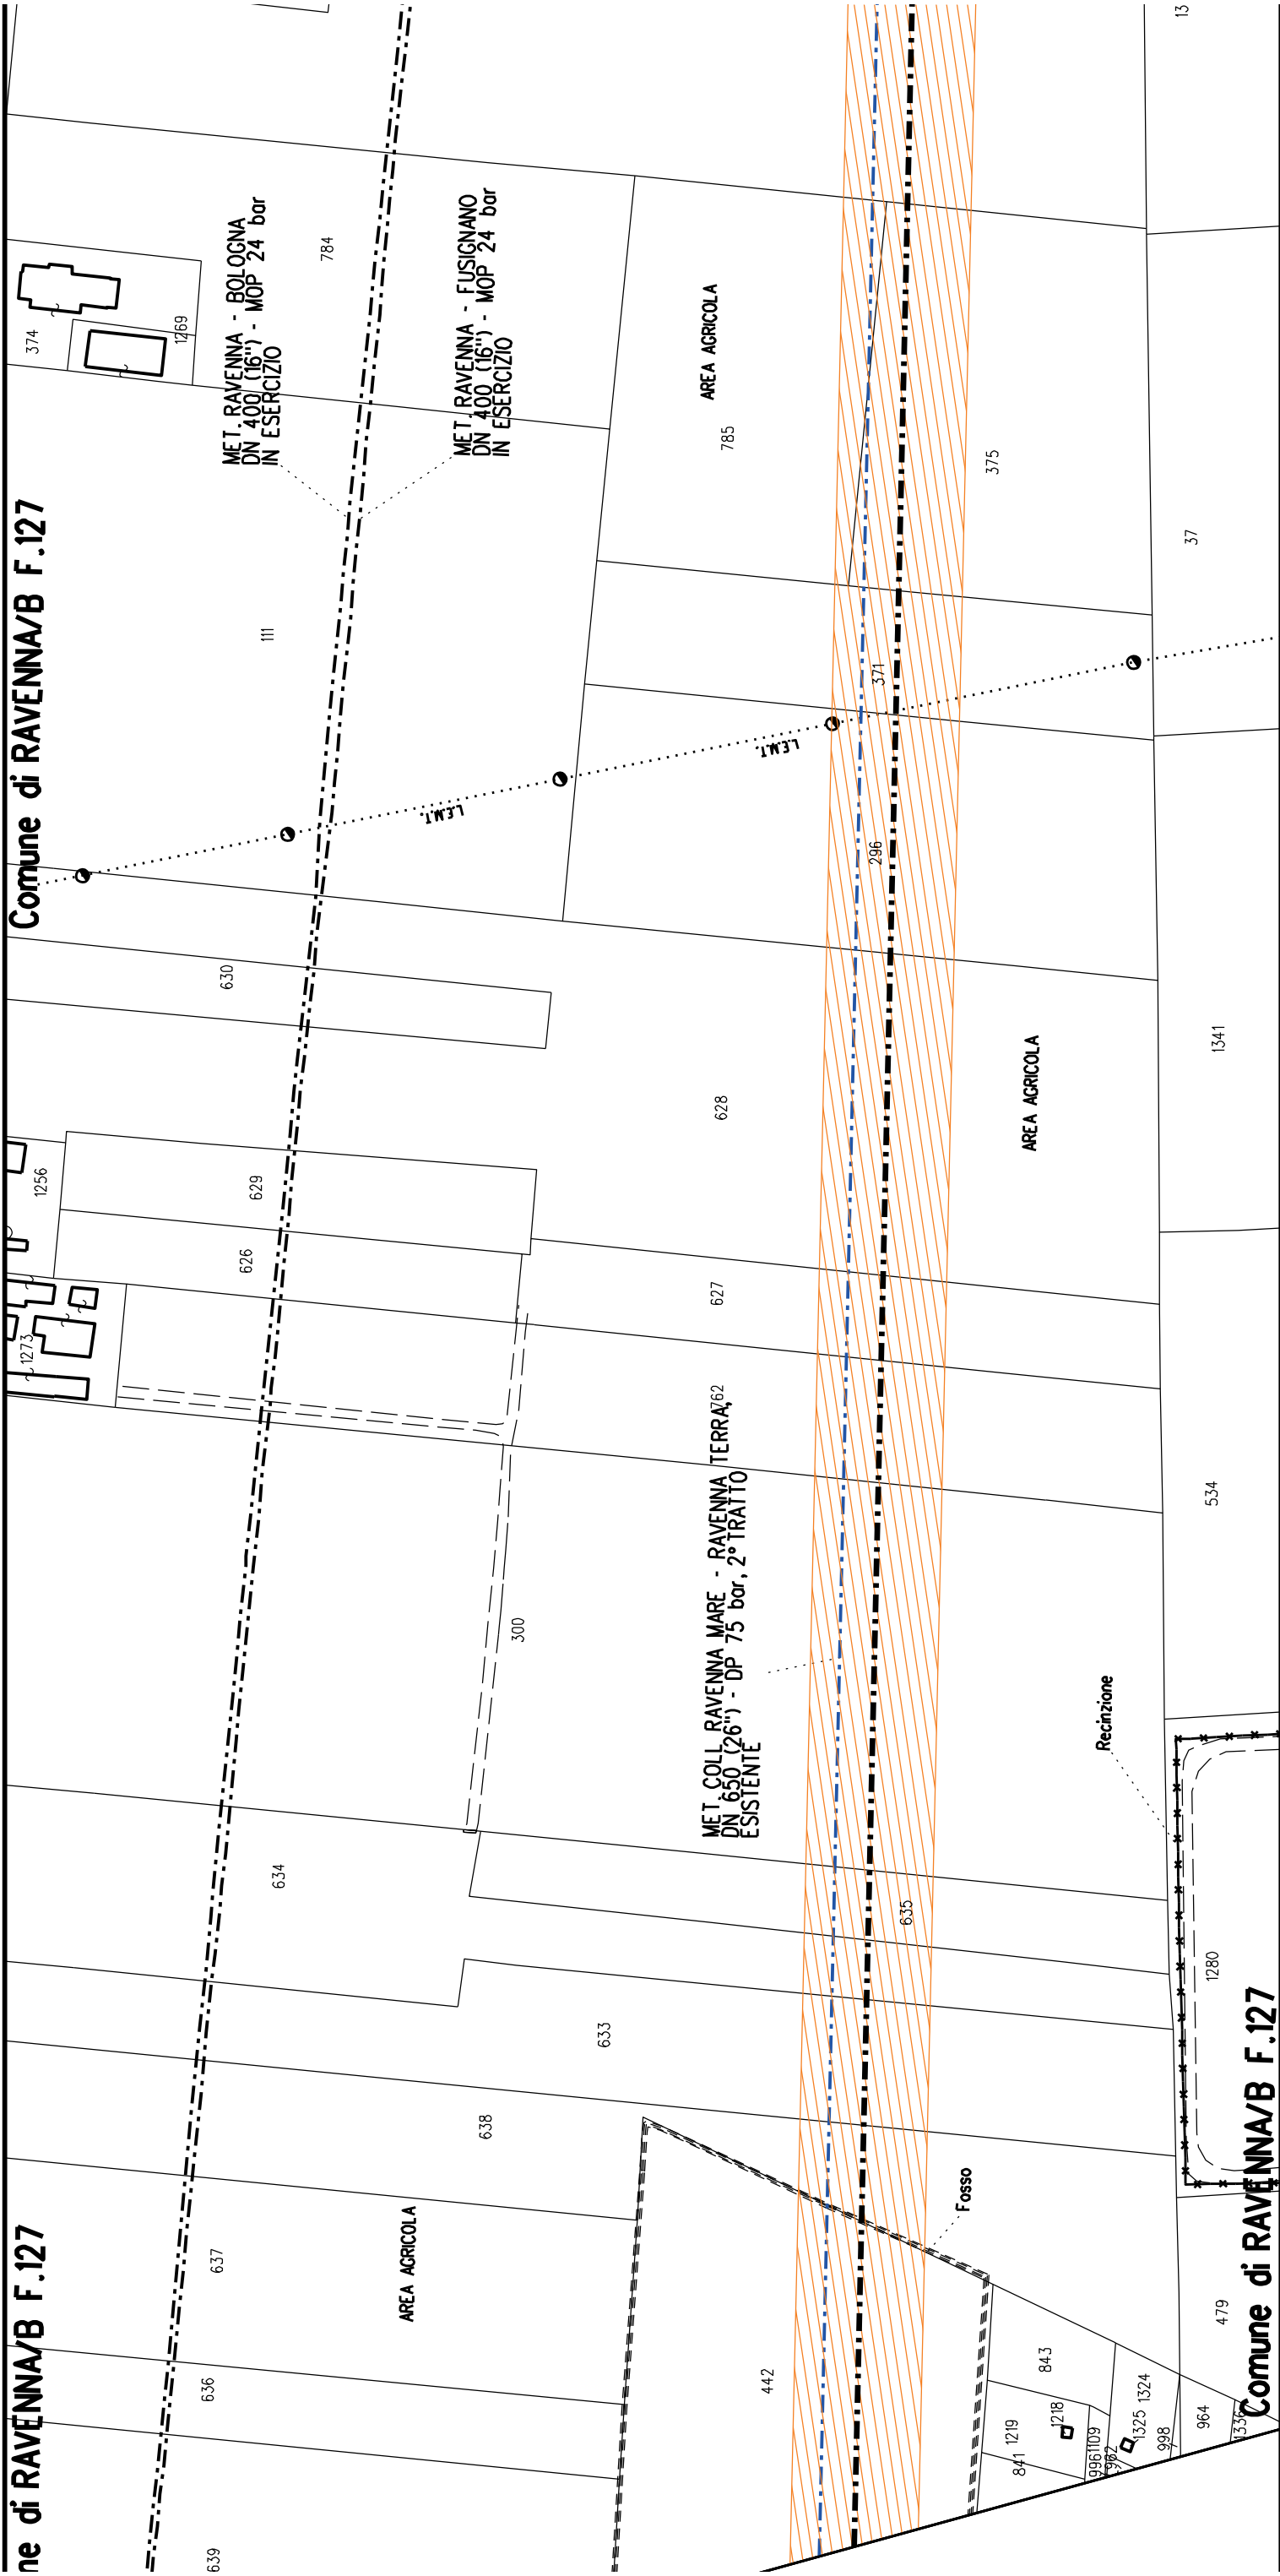 Comune di RAVENNA/B F.127
ne di RAVENNA/B F.127
Comune di RAVENNA/B F.127
MET. RAVENNA - BOLOGNA
DN 400 (16") - MOP 24 bar
IN ESERCIZIO
MET. RAVENNA - FUSIGNANO
DN 400 (16") - MOP 24 bar
IN ESERCIZIO
MET. COLL. RAVENNA MARE - RAVENNA TERRA,
DN 650 (26") - DP 75 bar, 2° TRATTO
ESISTENTE
AREA AGRICOLA
AREA AGRICOLA
AREA AGRICOLA
L.E.M.T.
L.E.M.T.
Recinzione
Fosso
13
374
1269
784
785
375
37
111
371
296
630
1341
628
1256
629
626
627
1273
762
534
300
634
635
1280
633
638
637
636
639
442
479
843
1324
1218
1219
841
1325
1109
996
998
964
1336